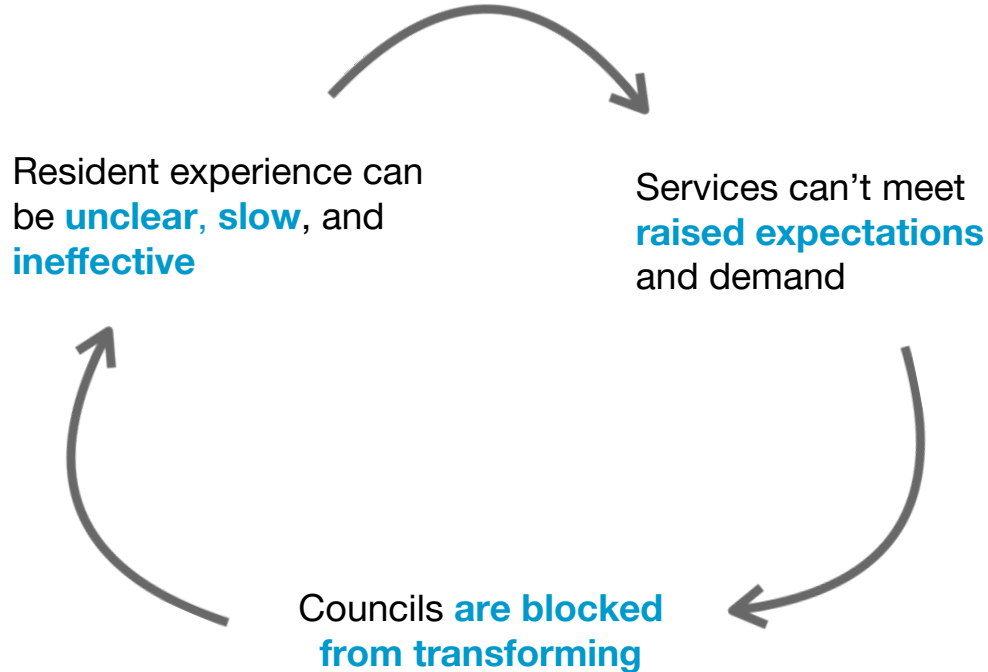 Resident experience can
be unclear, slow, and
ineffective
Services can’t meet
raised expectations
and demand
Councils are blocked
from transforming